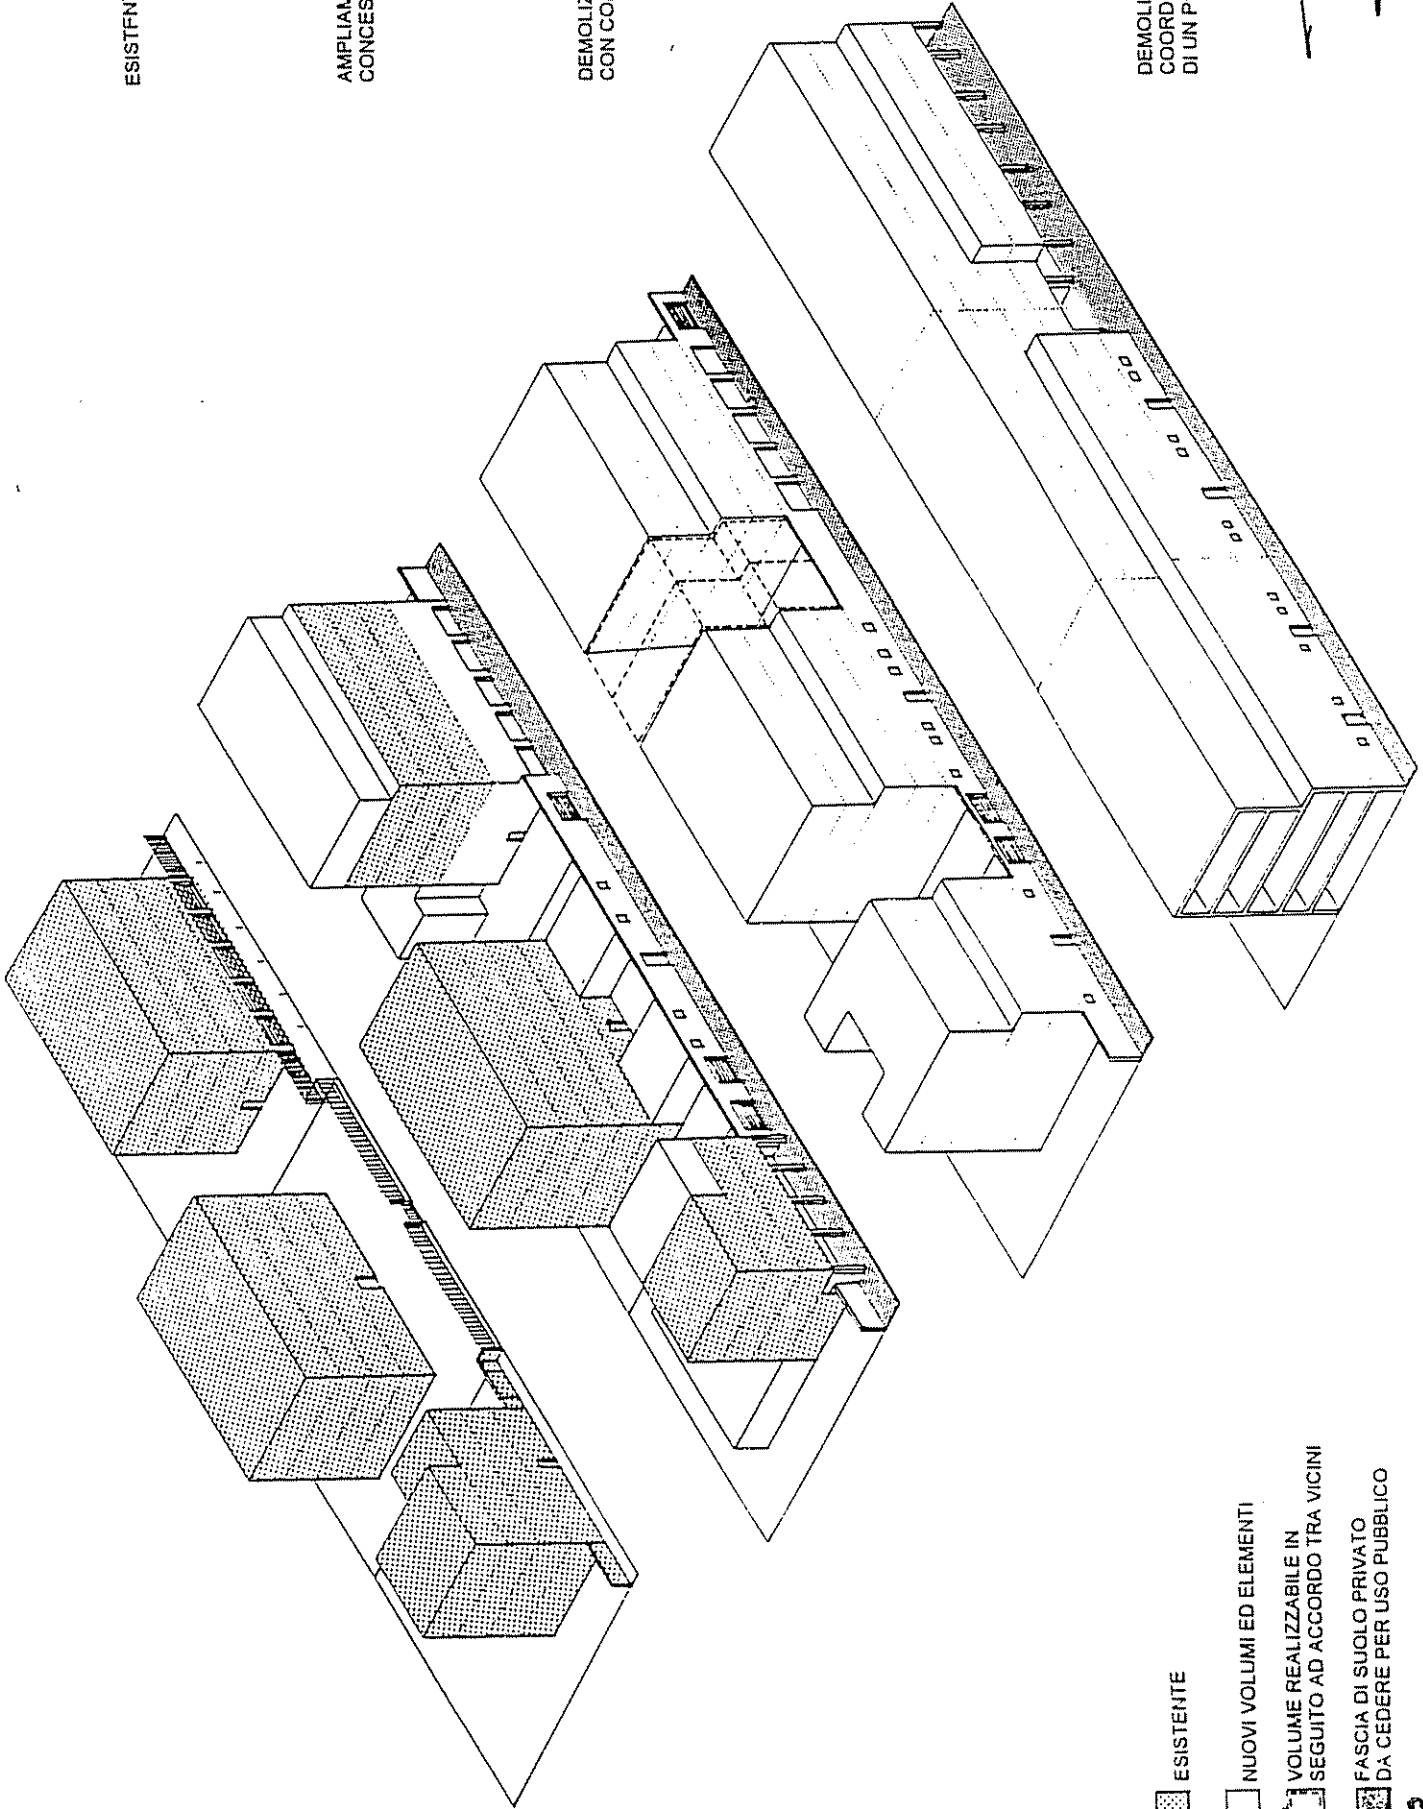 ESISTENT
AMPLIAM
CONCES
DEMOLIZ
CON CO
DEMOLI
COORD
DI UN P
ESISTENTE
NUOVI VOLUMI ED ELEMENTI
VOLUME REALIZZABILE IN
SEGUITO AD ACCORDO TRA VICINI
FASCIA DI SUOLO PRIVATO
DA CEDERE PER USO PUBBLICO